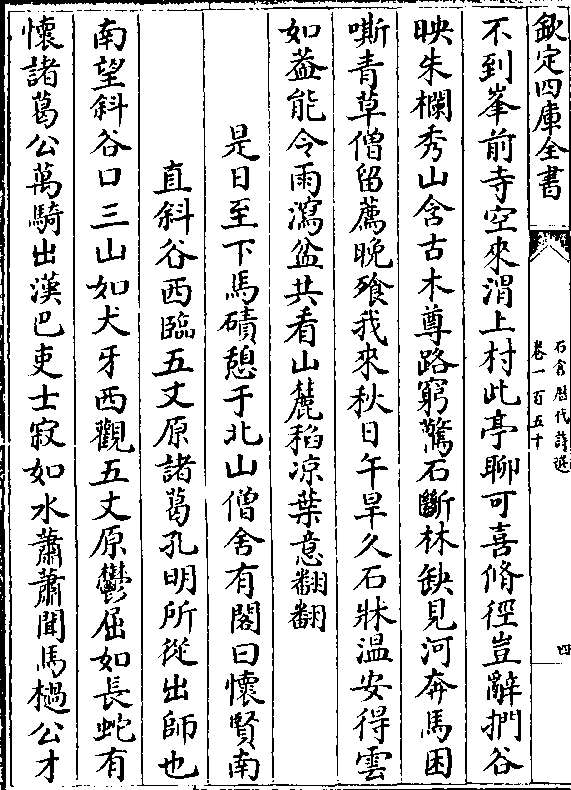 欽定四庫全書
石倉厯代詩選
卷一百五十
四
不到峯前寺空來渭上村此亭聊可喜脩徑豈辭捫谷
映朱欄秀山含古木尊路窮驚石斷林缺見河奔馬困
嘶青草僧留薦晚飱我來秋日午旱久石牀溫安得雲
如葢能令雨瀉盆共看山麓稻凉葉意翻翻
是日至下馬磧憩于北山僧舍有閣曰懷賢南
直斜谷西臨五丈原諸葛孔明所從出師也
南望斜谷口三山如犬牙西觀五丈原鬱屈如長蛇有
懷諸葛公萬騎出漢巴吏士寂如水蕭蕭聞馬檛公才